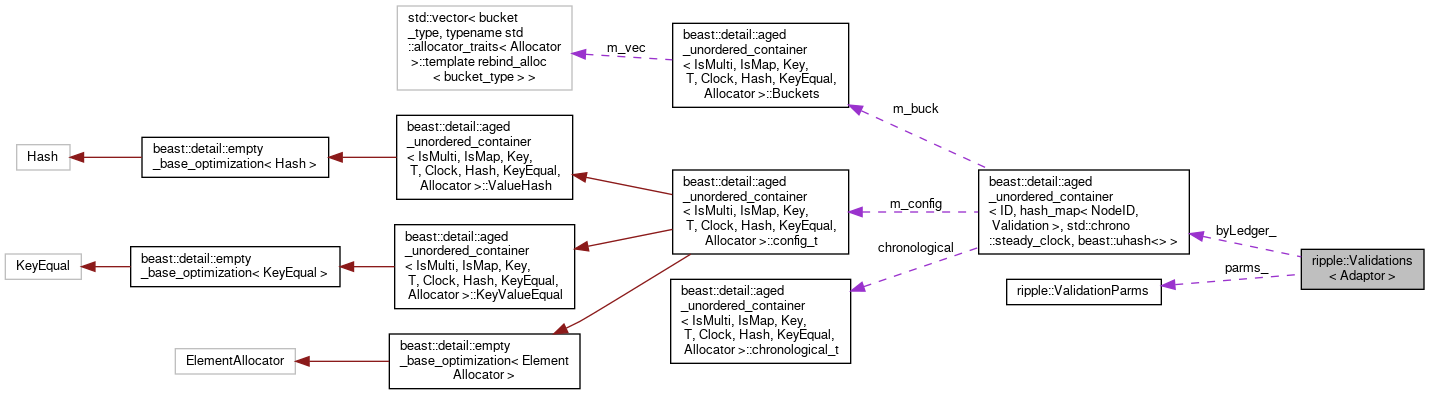 std::vector< bucket
_type, typename std
::allocator_traits< Allocator
>::template rebind_alloc
< bucket_type > >
m_vec
beast::detail::aged
_unordered_container
< IsMulti, IsMap, Key,
T, Clock, Hash, KeyEqual,
Allocator >::Buckets
m_buck
Hash
beast::detail::empty
_base_optimization< Hash >
beast::detail::aged
_unordered_container
< IsMulti, IsMap, Key,
T, Clock, Hash, KeyEqual,
Allocator >::ValueHash
beast::detail::aged
_unordered_container
< IsMulti, IsMap, Key,
T, Clock, Hash, KeyEqual,
Allocator >::config_t
m_config
beast::detail::aged
_unordered_container
< ID, hash_map< NodeID,
Validation >, std::chrono
::steady_clock, beast::uhash<> >
byLedger_
KeyEqual
beast::detail::empty
_base_optimization< KeyEqual >
beast::detail::aged
_unordered_container
< IsMulti, IsMap, Key,
T, Clock, Hash, KeyEqual,
Allocator >::KeyValueEqual
chronological
beast::detail::aged
_unordered_container
< IsMulti, IsMap, Key,
T, Clock, Hash, KeyEqual,
Allocator >::chronological_t
ripple::ValidationParms
parms_
ripple::Validations
< Adaptor >
ElementAllocator
beast::detail::empty
_base_optimization< Element
Allocator >